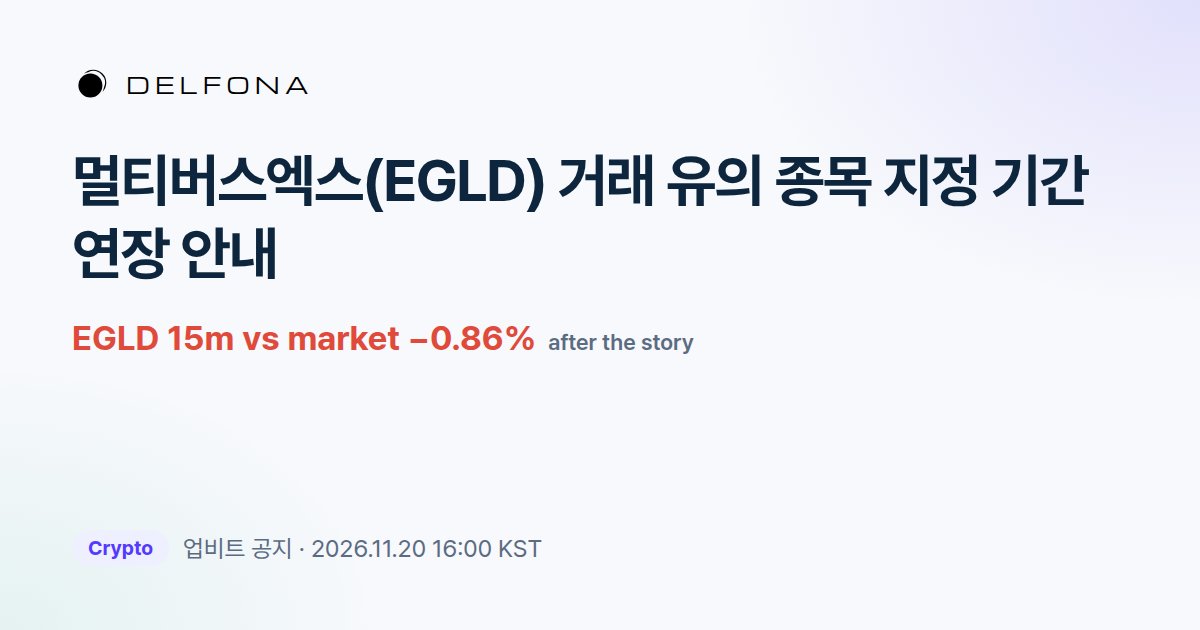 DELFONA
멀티버스엑스(EGLD) 거래 유의 종목 지정 기간
연장 안내
EGLD 15m vs market −0.86% after the story
Crypto 업비트 공지 · 2026.11.20 16:00 KST